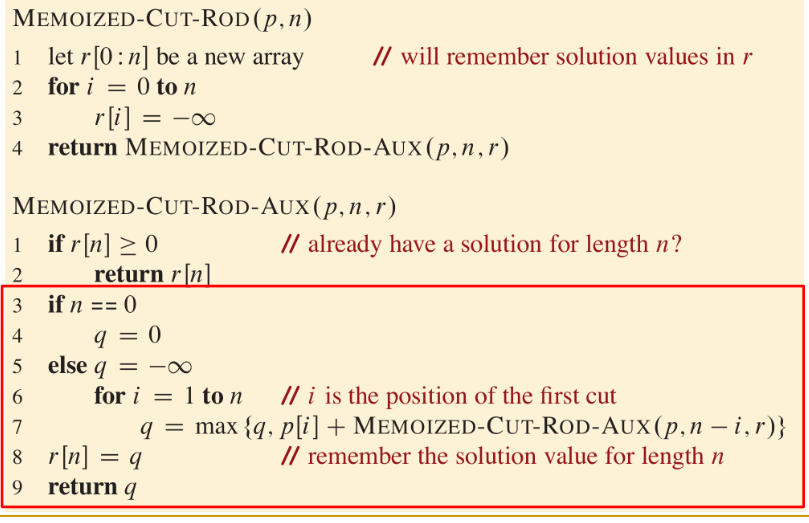 MEMOIZED-CUT-ROD(p, n)
1 let r[0:n] be a new array // will remember solution values in r
2 for i = 0 to n
3 r[i] = −∞
4 return MEMOIZED-CUT-ROD-AUX(p, n, r)
MEMOIZED-CUT-ROD-AUX(p, n, r)
1 if r[n] ≥ 0 // already have a solution for length n?
2 return r[n]
3 if n == 0
4 q = 0
5 else q = −∞
6 for i = 1 to n // i is the position of the first cut
7 q = max {q, p[i] + MEMOIZED-CUT-ROD-AUX(p, n − i, r)}
8 r[n] = q // remember the solution value for length n
9 return q